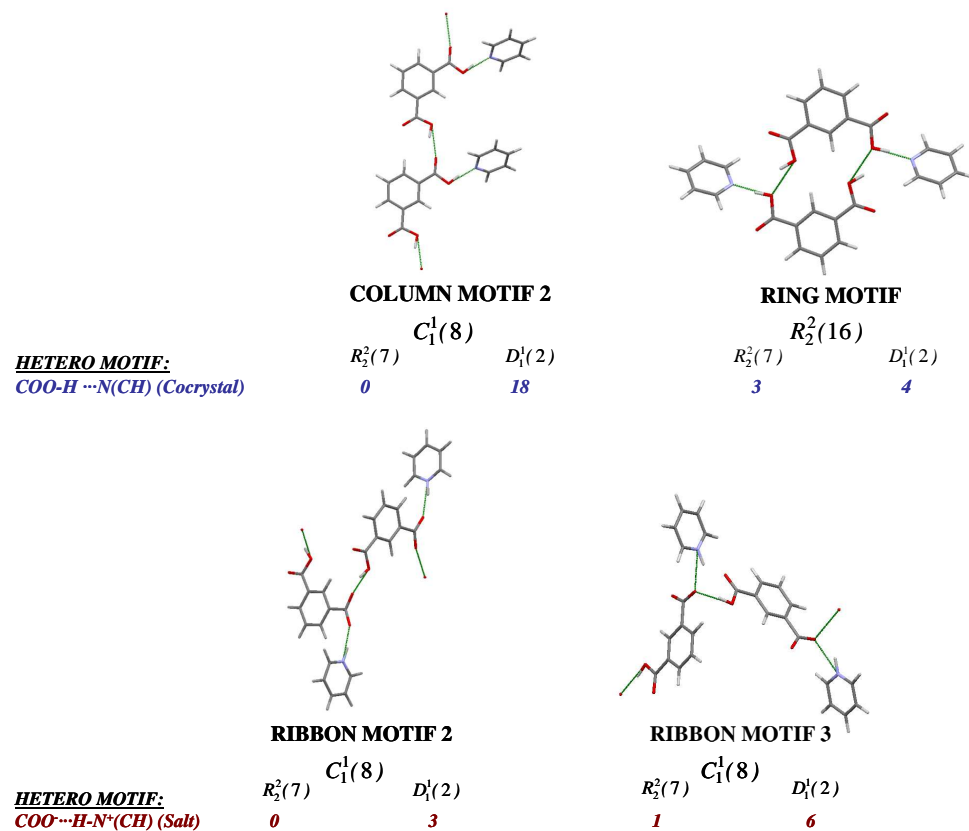 COLUMN MOTIF 2 RING MOTIF
C₁¹(8) R₂²(16)
HETERO MOTIF: R₂²(7) D₁¹(2) R₂²(7) D₁¹(2)
COO-H ···N(CH) (Cocrystal) 0 18 3 4
RIBBON MOTIF 2 RIBBON MOTIF 3
C₁¹(8) C₁¹(8)
HETERO MOTIF: R₂²(7) D₁¹(2) R₂²(7) D₁¹(2)
COO⁻···H-N⁺(CH) (Salt) 0 3 1 6